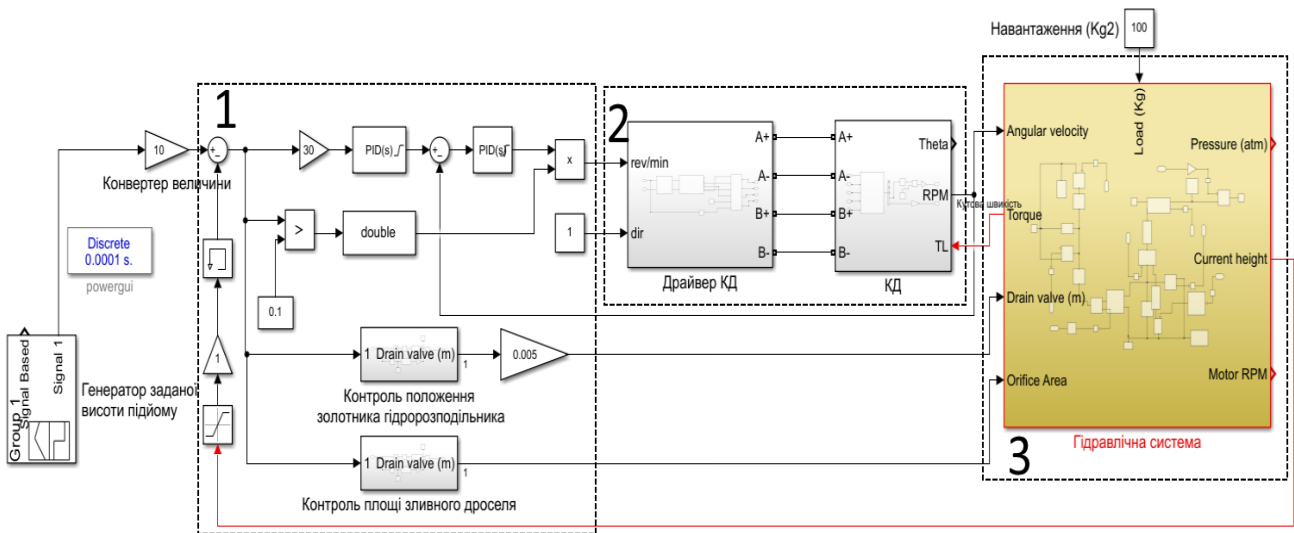 Навантаження (Kg2)
100
1
2
10
Конвертер величини
30
PID(s)
PID(s)
x
rev/min
A+
A-
B+
B-
dir
Драйвер КД
A+
A-
B+
B-
Theta
RPM
TL
КД
Кутова швикість
Load (Kg)
Angular velocity
Pressure (atm)
Torque
Current height
Drain valve (m)
Orifice Area
Motor RPM
Гідравлічна система
3
>
double
1
0.1
Discrete
0.0001 s.
powergui
1
Group 1
Signal Based
Signal 1
Генератор заданої
висоти підйому
1 Drain valve (m)
1
0.005
Контроль положення
золотника гідророзподільника
1 Drain valve (m)
1
Контроль площі зливного дроселя